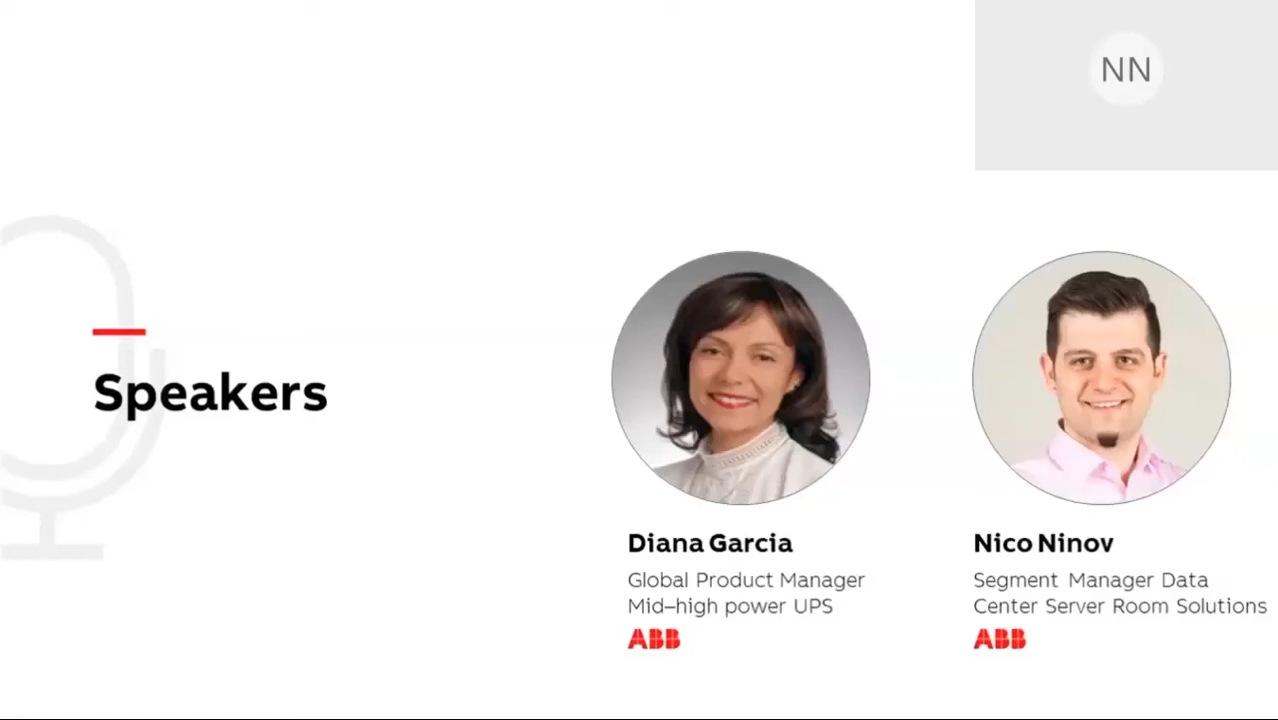 NN
Speakers
Diana Garcia
Global Product Manager
Mid–high power UPS
ABB
Nico Ninov
Segment Manager Data
Center Server Room Solutions
ABB